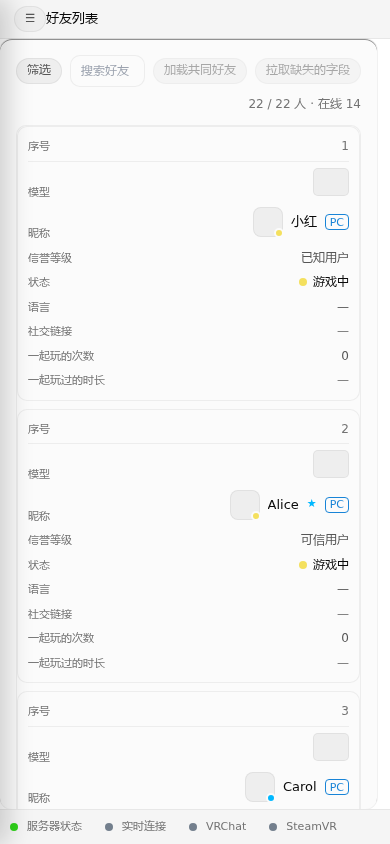 ☰ 好友列表
筛选 搜索好友 加载共同好友 拉取缺失的字段
22 / 22 人 · 在线 14
序号 1
模型
昵称 小红 PC
信誉等级 已知用户
状态 游戏中
语言 —
社交链接 —
一起玩的次数 0
一起玩过的时长 —
序号 2
模型
昵称 Alice ★ PC
信誉等级 可信用户
状态 游戏中
语言 —
社交链接 —
一起玩的次数 0
一起玩过的时长 —
序号 3
模型
昵称 Carol PC
服务器状态 实时连接 VRChat SteamVR